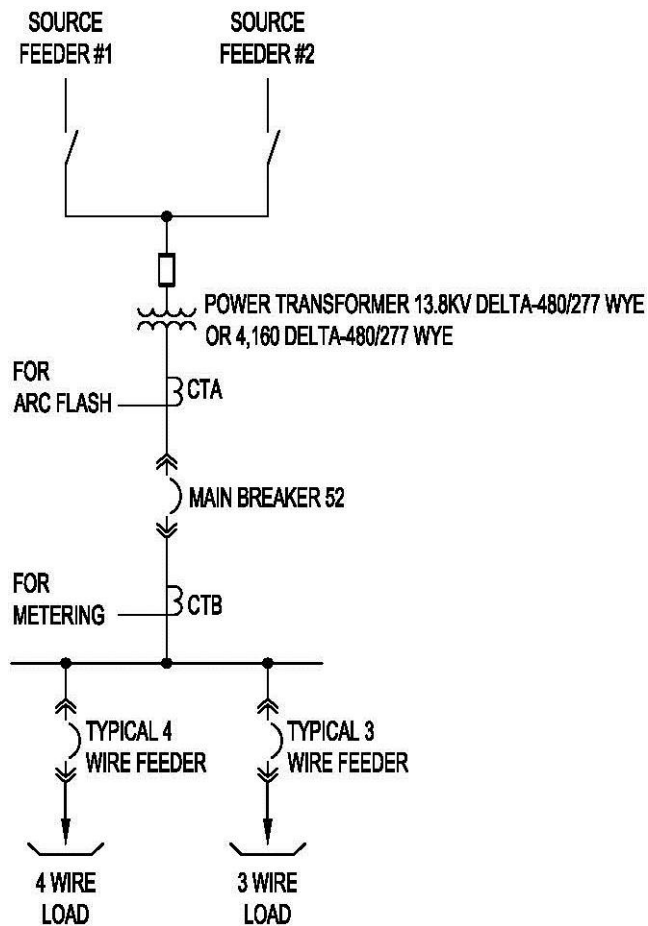 SOURCE
FEEDER #1
SOURCE
FEEDER #2
POWER TRANSFORMER 13.8KV DELTA-480/277 WYE
OR 4,160 DELTA-480/277 WYE
FOR
ARC FLASH
CTA
MAIN BREAKER 52
FOR
METERING
CTB
TYPICAL 4
WIRE FEEDER
TYPICAL 3
WIRE FEEDER
4 WIRE
LOAD
3 WIRE
LOAD